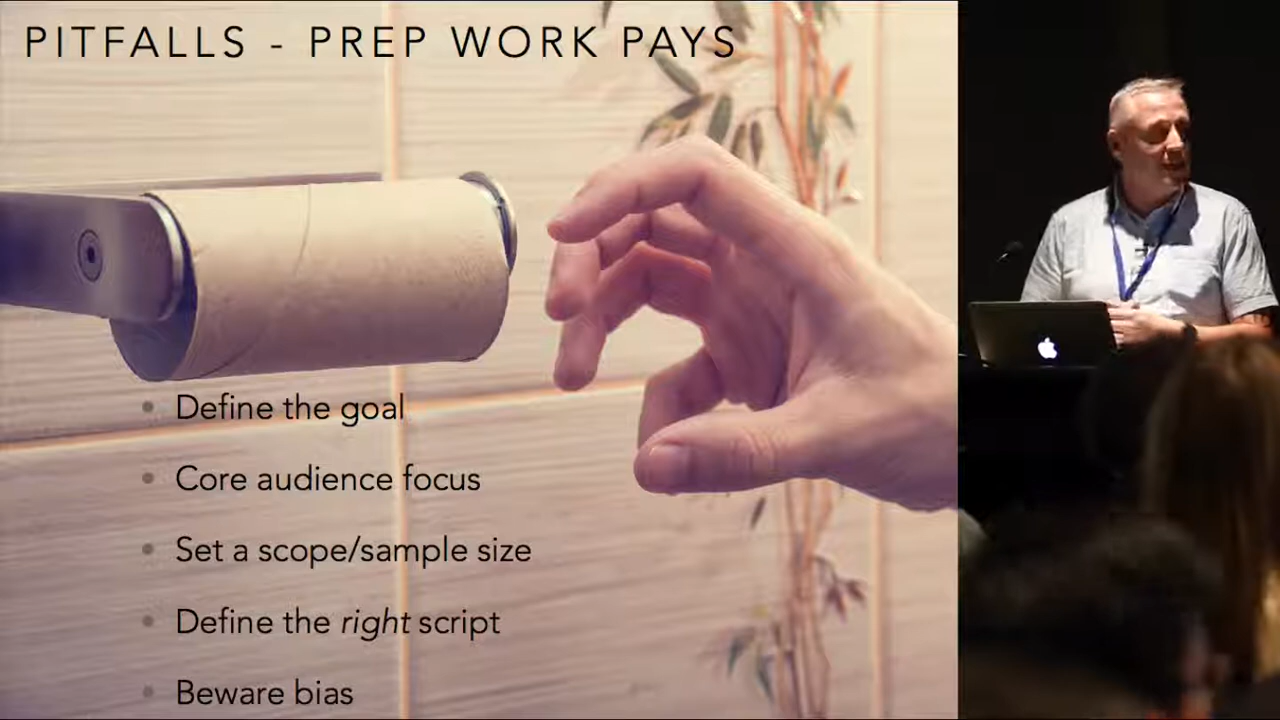 PITFALLS - PREP WORK PAYS
Define the goal
Core audience focus
Set a scope/sample size
Define the right script
Beware bias